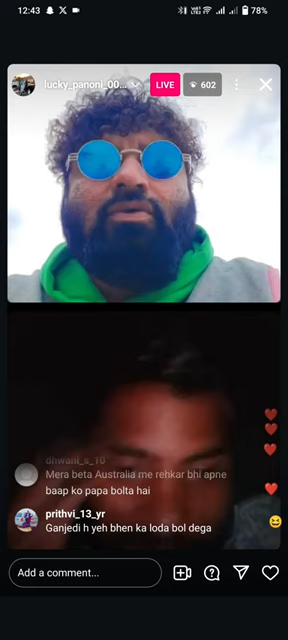 12:43
78%
lucky_panoni_00...
LIVE
602
dhwani_s_10
Mera beta Australia me rehkar bhi apne
baap ko papa bolta hai
prithvi_13_yr
Ganjedi h yeh bhen ka loda bol dega
Add a comment...